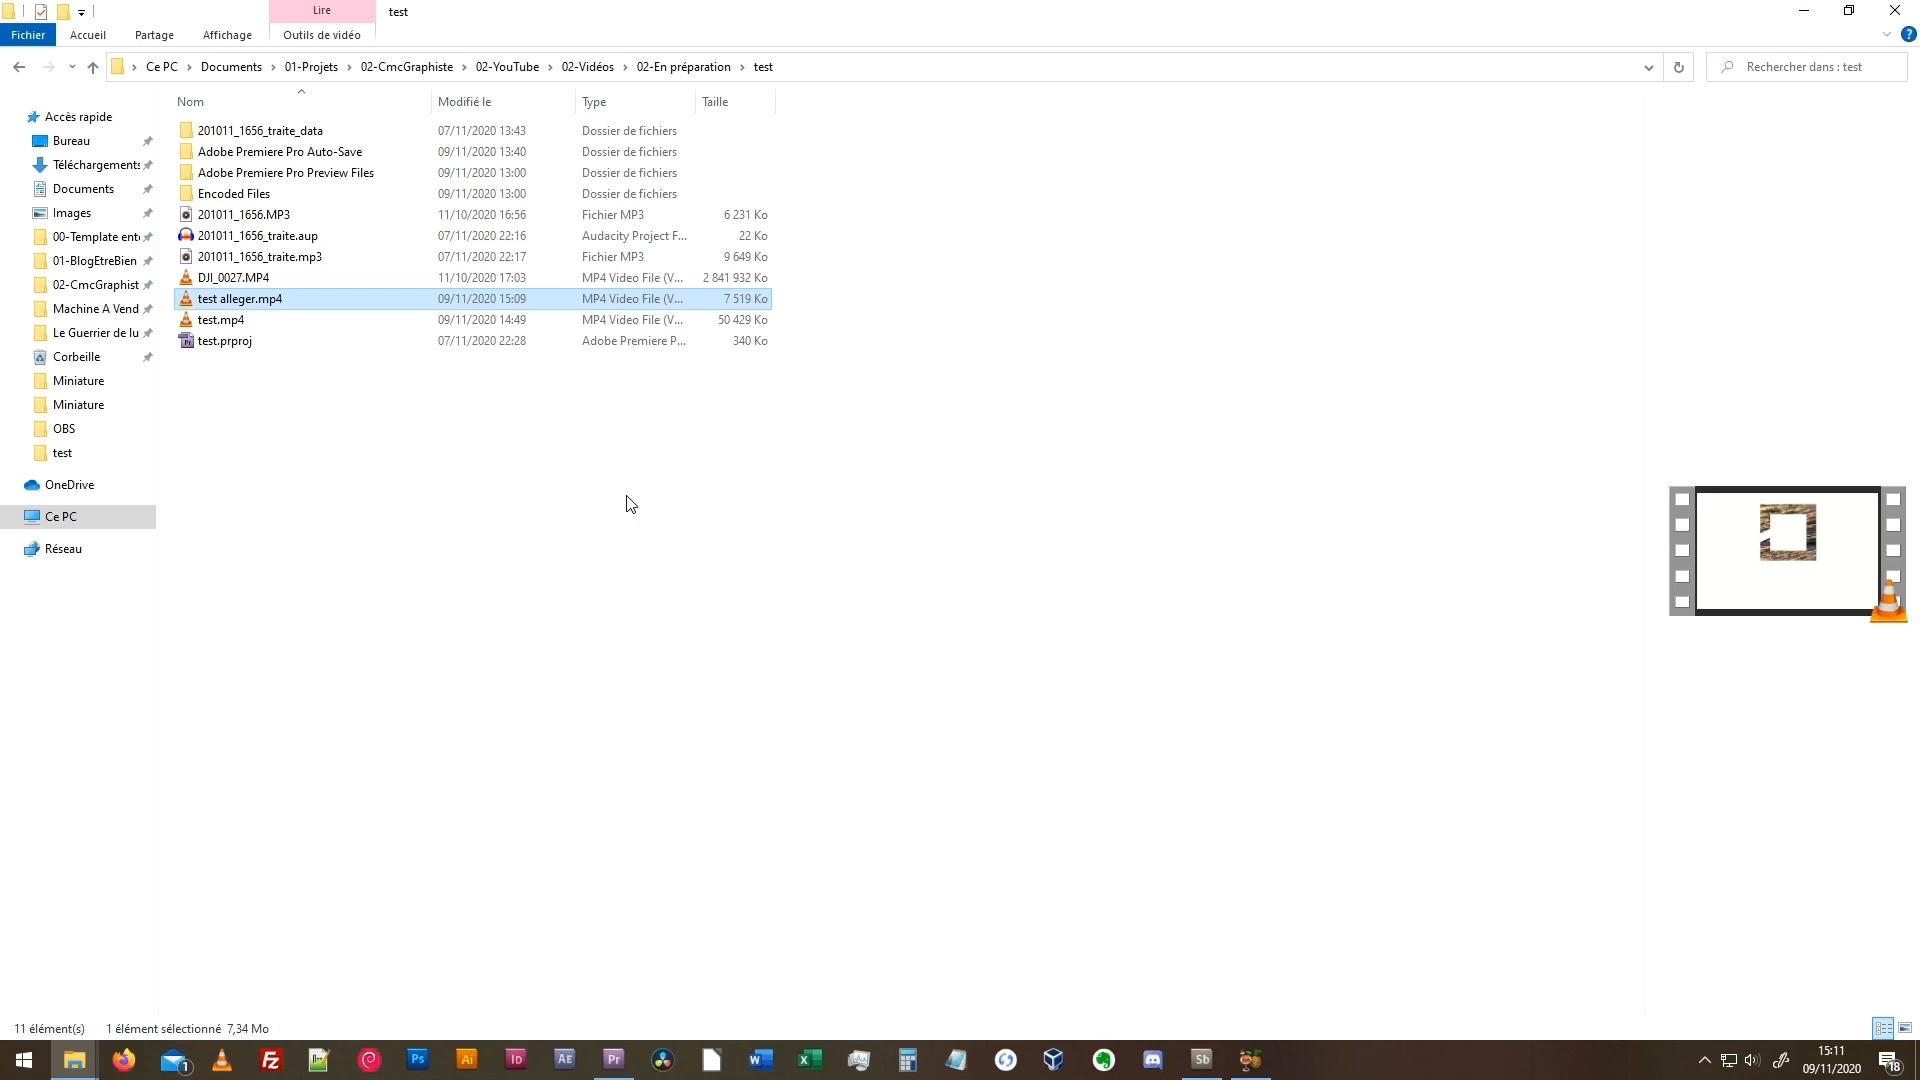 Lire
test
Fichier Accueil Partage Affichage Outils de vidéo
Ce PC › Documents › 01-Projets › 02-CmcGraphiste › 02-YouTube › 02-Vidéos › 02-En préparation › test
Rechercher dans : test
Nom Modifié le Type Taille
201011_1656_traite_data 07/11/2020 13:43 Dossier de fichiers
Adobe Premiere Pro Auto-Save 09/11/2020 13:40 Dossier de fichiers
Adobe Premiere Pro Preview Files 09/11/2020 13:00 Dossier de fichiers
Encoded Files 09/11/2020 13:00 Dossier de fichiers
201011_1656.MP3 11/10/2020 16:56 Fichier MP3 6 231 Ko
201011_1656_traite.aup 07/11/2020 22:16 Audacity Project F... 22 Ko
201011_1656_traite.mp3 07/11/2020 22:17 Fichier MP3 9 649 Ko
DJI_0027.MP4 11/10/2020 17:03 MP4 Video File (V... 2 841 932 Ko
test alleger.mp4 09/11/2020 15:09 MP4 Video File (V... 7 519 Ko
test.mp4 09/11/2020 14:49 MP4 Video File (V... 50 429 Ko
test.prproj 07/11/2020 22:28 Adobe Premiere P... 340 Ko
Accès rapide
Bureau
Téléchargements
Documents
Images
00-Template ent
01-BlogEtreBien
02-CmcGraphist
Machine A Vend
Le Guerrier de lu
Corbeille
Miniature
Miniature
OBS
test
OneDrive
Ce PC
Réseau
11 élément(s) 1 élément sélectionné 7,34 Mo
1 Fz Ps Ai ID AE Pr W X Sb
15:11
09/11/2020
18